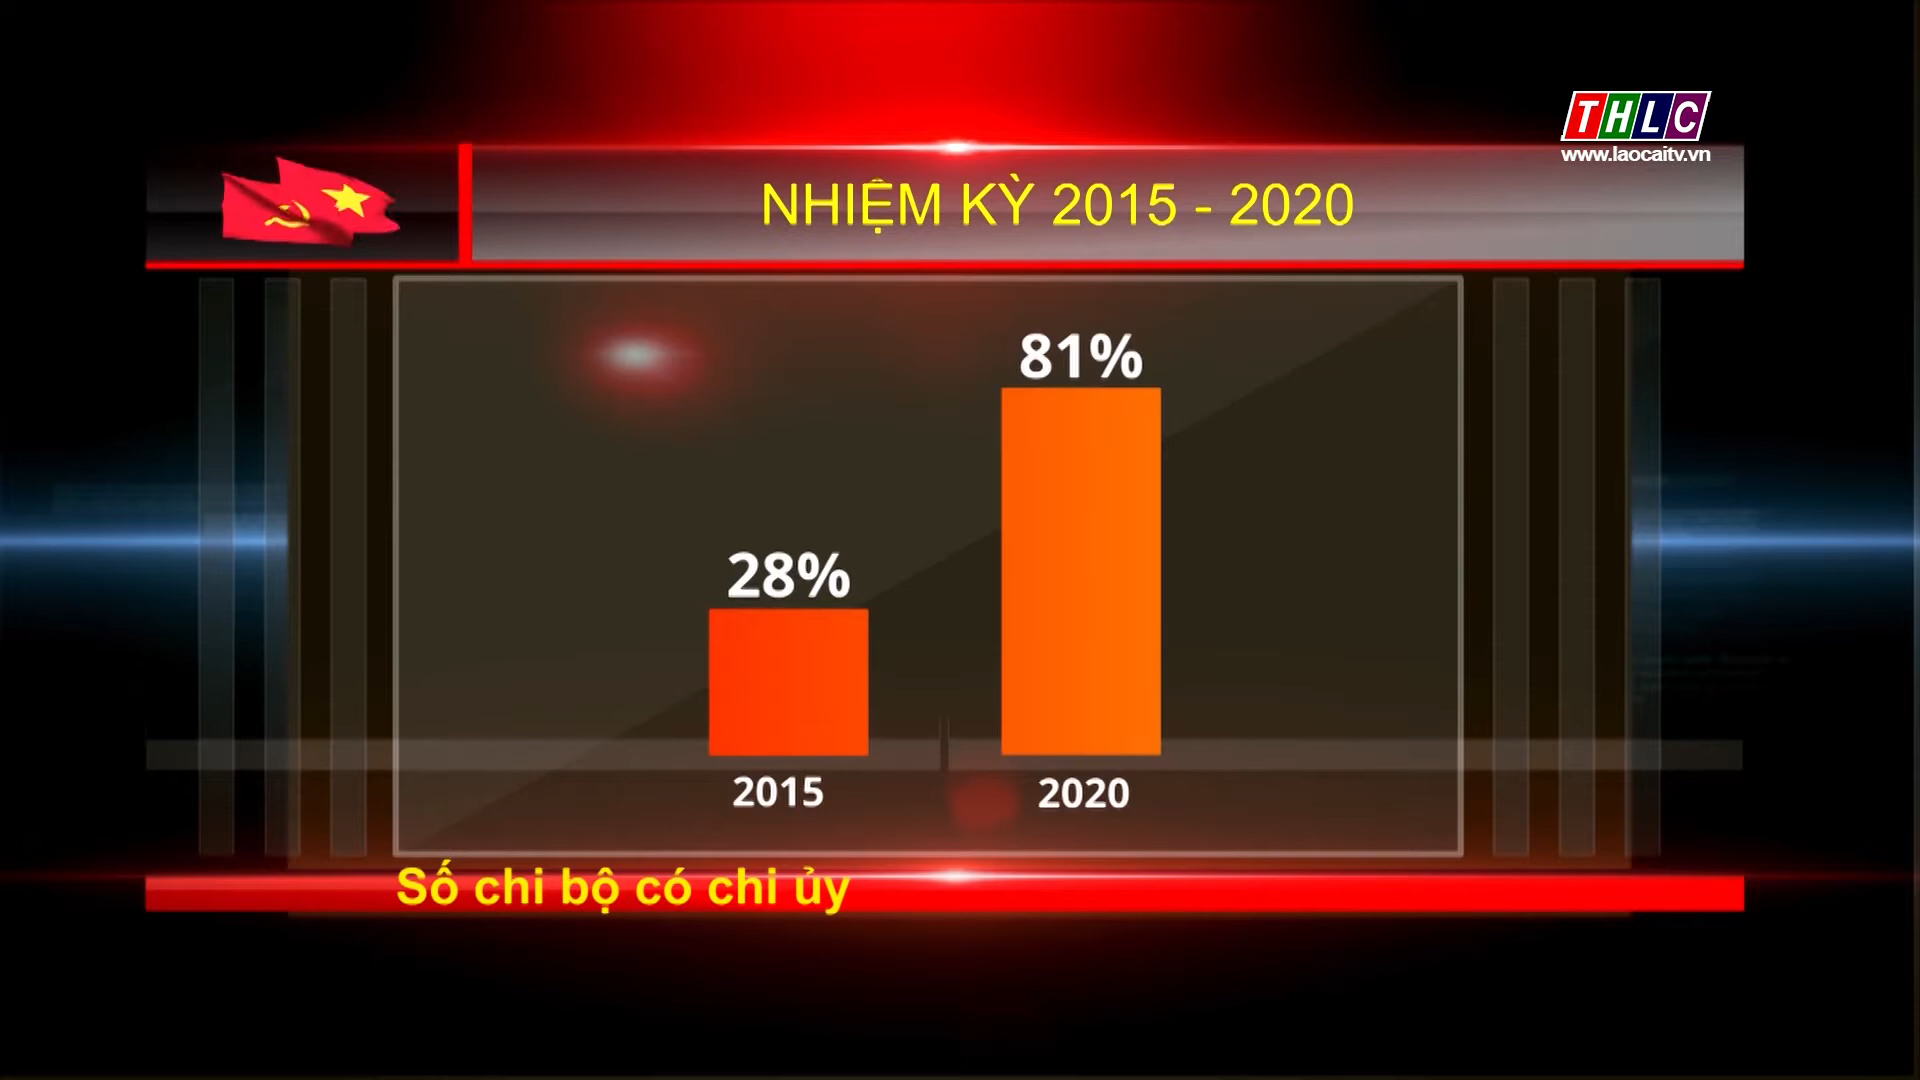 THLC
www.laocaitv.vn
NHIỆM KỲ 2015 - 2020
81%
28%
2015
2020
Số chi bộ có chi ủy